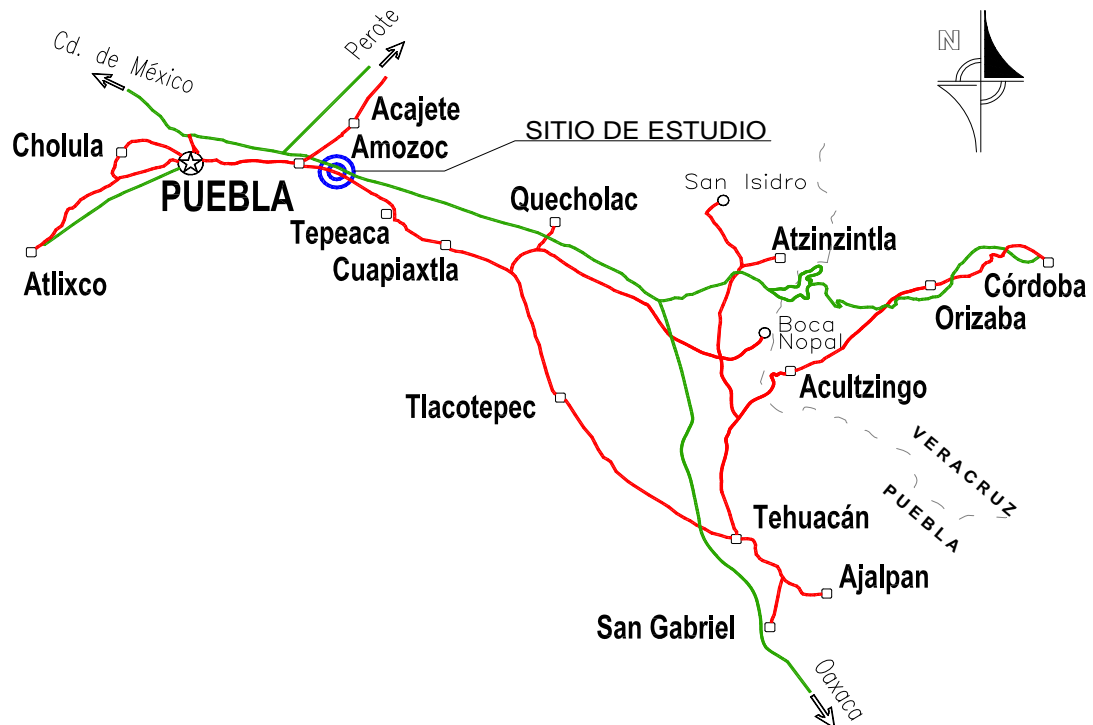 Cd. de México
Perote
N
Acajete
Cholula
Amozoc
SITIO DE ESTUDIO
PUEBLA
San Isidro
Quecholac
Tepeaca
Atzinzintla
Cuapiaxtla
Atlixco
Córdoba
Orizaba
Boca
Nopal
Acultzingo
Tlacotepec
VERACRUZ
PUEBLA
Tehuacán
Ajalpan
San Gabriel
Oaxaca